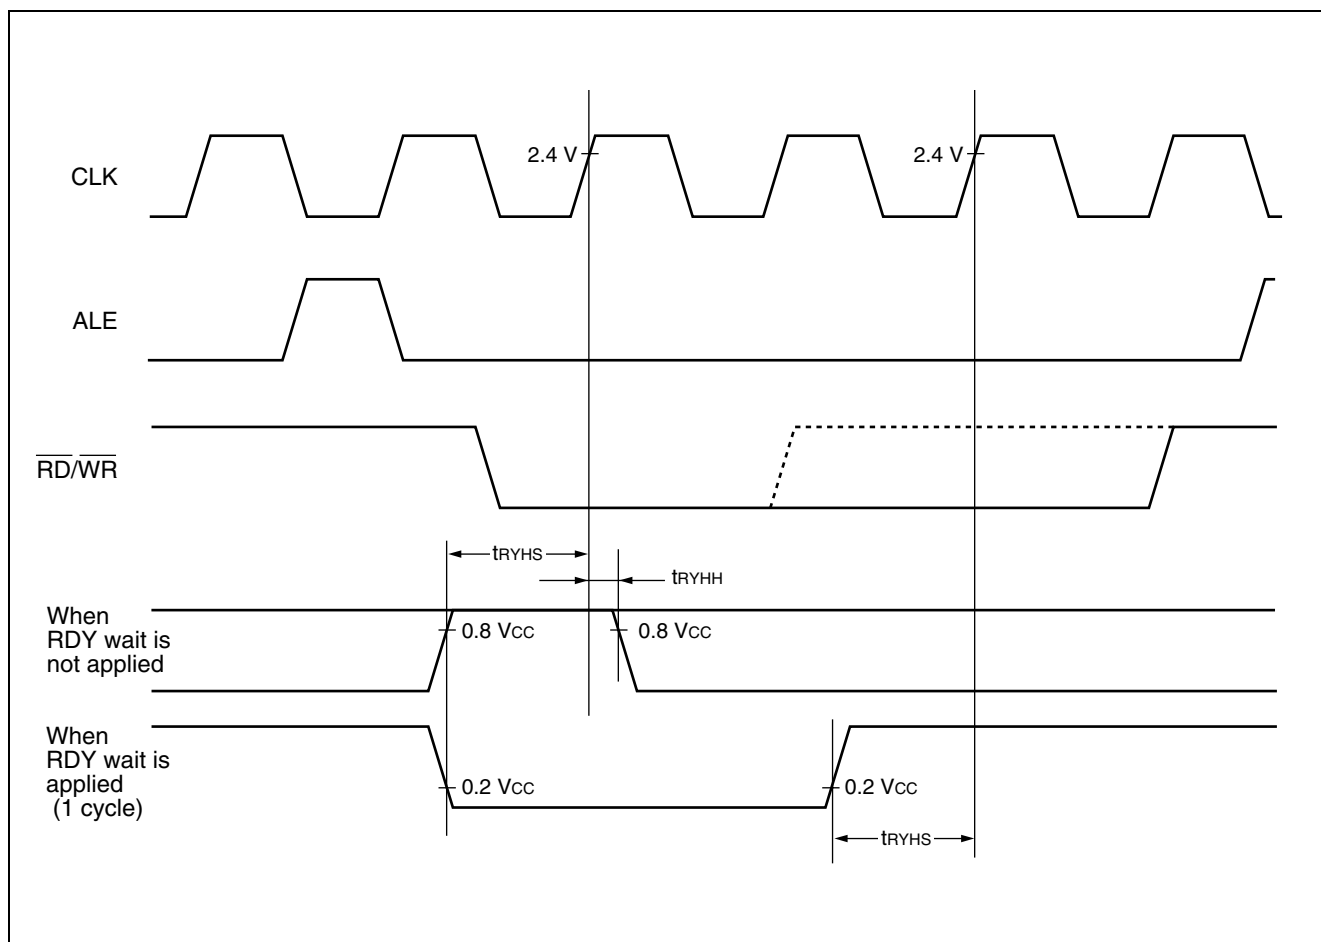 2.4 V
2.4 V
CLK
ALE
RD/WR
tRYHS
tRYHH
When
RDY wait is
not applied
0.8 VCC
0.8 VCC
When
RDY wait is
applied
(1 cycle)
0.2 VCC
0.2 VCC
tRYHS